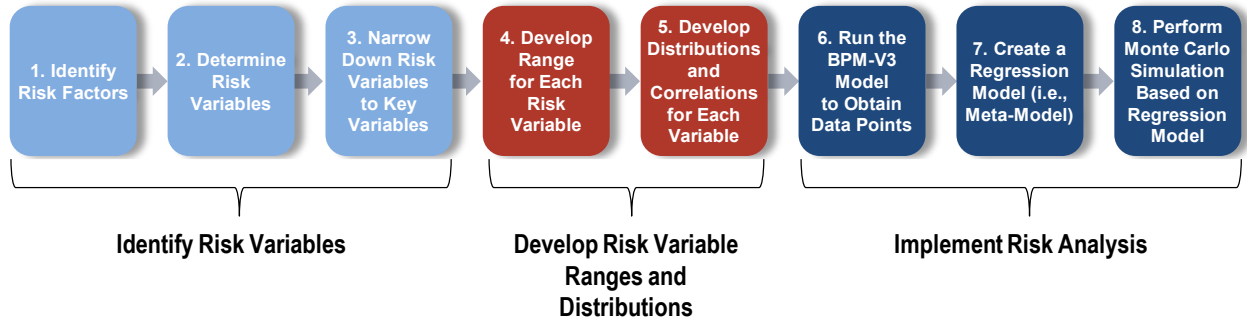 1. Identify
Risk Factors
2. Determine
Risk
Variables
3. Narrow
Down Risk
Variables
to Key
Variables
4. Develop
Range
for Each
Risk
Variable
5. Develop
Distributions
and
Correlations
for Each
Variable
6. Run the
BPM-V3
Model
to Obtain
Data Points
7. Create a
Regression
Model (i.e.,
Meta-Model)
8. Perform
Monte Carlo
Simulation
Based on
Regression
Model
Identify Risk Variables
Develop Risk Variable
Ranges and
Distributions
Implement Risk Analysis